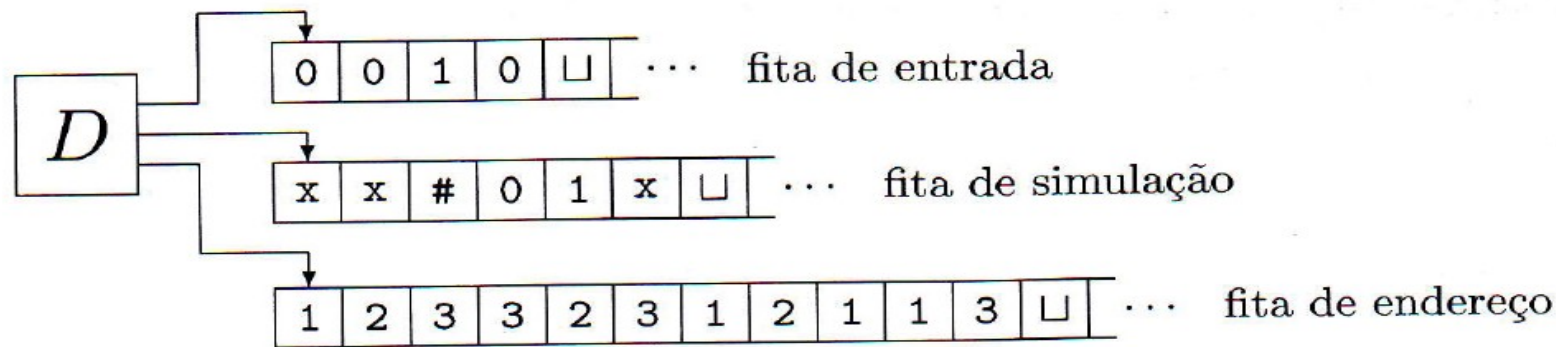 0 0 1 0 ⊔ ··· fita de entrada
D
x x # 0 1 x ⊔ ··· fita de simulação
1 2 3 3 2 3 1 2 1 1 3 ⊔ ··· fita de endereço